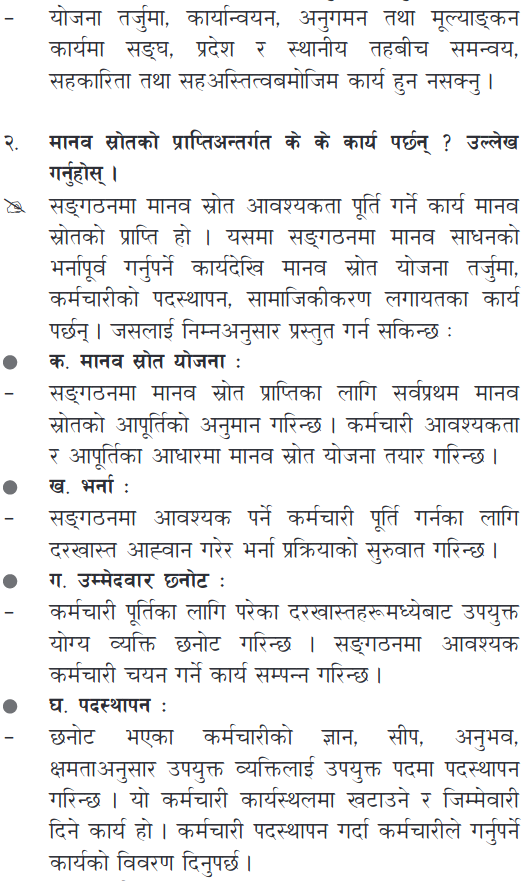 – योजना तर्जुमा, कार्यान्वयन, अनुगमन तथा मूल्याङ्कन
कार्यमा सङ्घ, प्रदेश र स्थानीय तहबीच समन्वय,
सहकारिता तथा सहअस्तित्वबमोजिम कार्य हुन नसक्नु ।
२. मानव स्रोतको प्राप्तिअन्तर्गत के के कार्य पर्छन् ? उल्लेख
गर्नुहोस् ।
सङ्गठनमा मानव स्रोत आवश्यकता पूर्ति गर्ने कार्य मानव
स्रोतको प्राप्ति हो । यसमा सङ्गठनमा मानव साधनको
भर्नापूर्व गर्नुपर्ने कार्यदेखि मानव स्रोत योजना तर्जुमा,
कर्मचारीको पदस्थापन, सामाजिकीकरण लगायतका कार्य
पर्छन् । जसलाई निम्नअनुसार प्रस्तुत गर्न सकिन्छ :
● क. मानव स्रोत योजना :
– सङ्गठनमा मानव स्रोत प्राप्तिका लागि सर्वप्रथम मानव
स्रोतको आपूर्तिको अनुमान गरिन्छ । कर्मचारी आवश्यकता
र आपूर्तिका आधारमा मानव स्रोत योजना तयार गरिन्छ ।
● ख. भर्ना :
– सङ्गठनमा आवश्यक पर्ने कर्मचारी पूर्ति गर्नका लागि
दरखास्त आह्वान गरेर भर्ना प्रक्रियाको सुरुवात गरिन्छ ।
● ग. उम्मेदवार छनोट :
– कर्मचारी पूर्तिका लागि परेका दरखास्तहरूमध्येबाट उपयुक्त
योग्य व्यक्ति छनोट गरिन्छ । सङ्गठनमा आवश्यक
कर्मचारी चयन गर्ने कार्य सम्पन्न गरिन्छ ।
● घ. पदस्थापन :
– छनोट भएका कर्मचारीको ज्ञान, सीप, अनुभव,
क्षमताअनुसार उपयुक्त व्यक्तिलाई उपयुक्त पदमा पदस्थापन
गरिन्छ । यो कर्मचारी कार्यस्थलमा खटाउने र जिम्मेवारी
दिने कार्य हो । कर्मचारी पदस्थापन गर्दा कर्मचारीले गर्नुपर्ने
कार्यको विवरण दिनुपर्छ ।